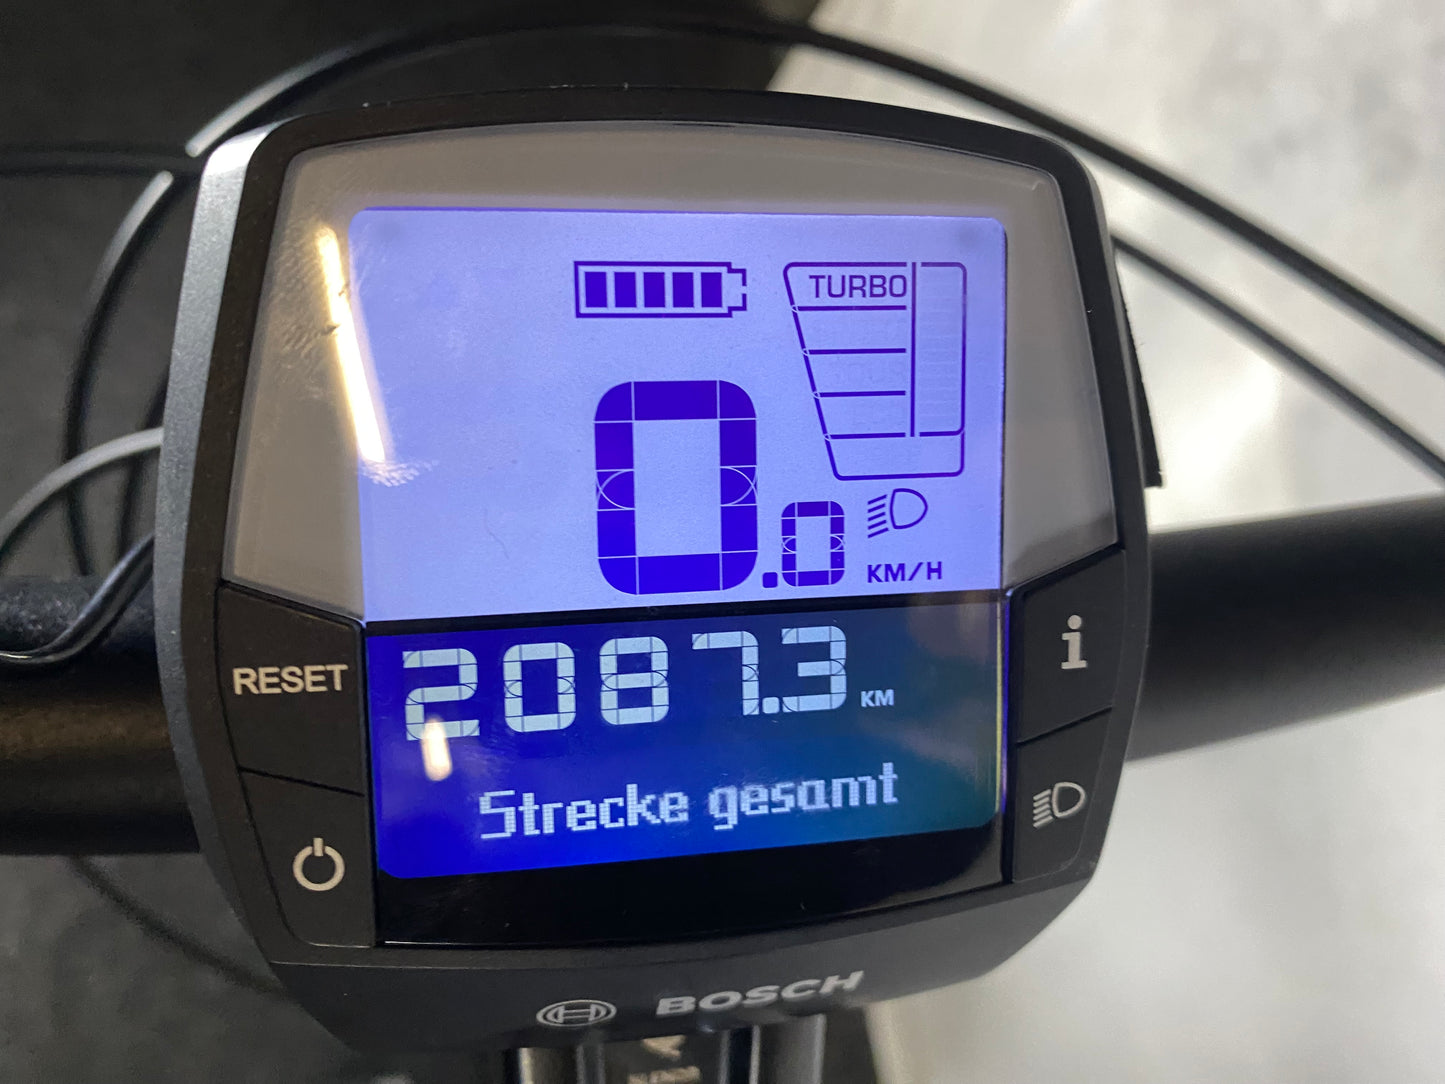 TURBO
0.0
KM/H
2087.3 KM
Strecke gesamt
RESET
i
BOSCH